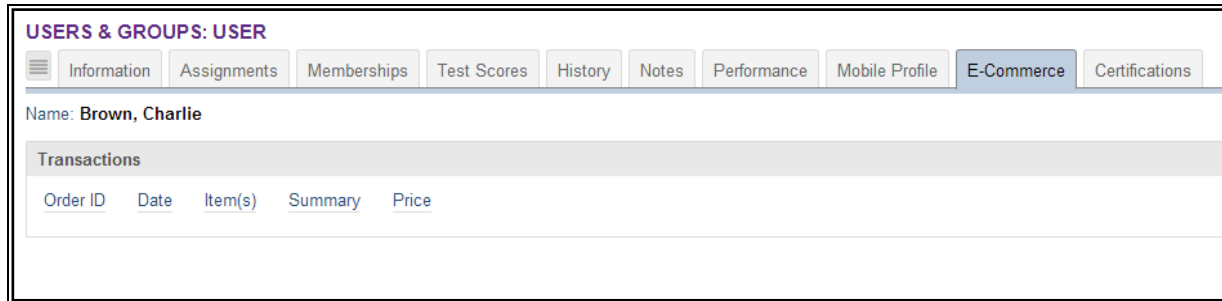 USERS & GROUPS: USER
Information Assignments Memberships Test Scores History Notes Performance Mobile Profile E-Commerce Certifications
Name: Brown, Charlie
Transactions
Order ID Date Item(s) Summary Price